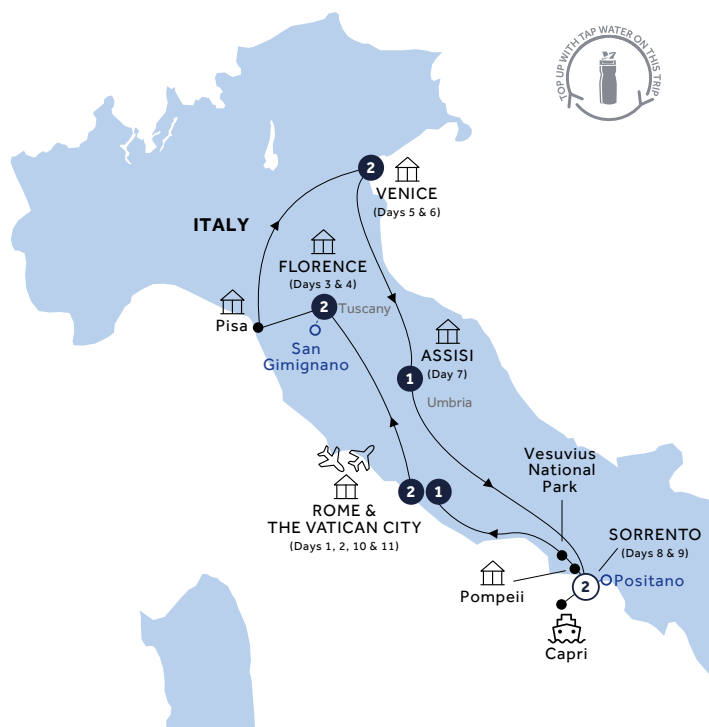 TOP UP WITH TAP WATER ON THIS TRIP
2
VENICE
(Days 5 & 6)
ITALY
FLORENCE
(Days 3 & 4)
2
Tuscany
Pisa
San
Gimignano
ASSISI
(Day 7)
1
Umbria
Vesuvius
National
Park
2
1
ROME &
THE VATICAN CITY
(Days 1, 2, 10 & 11)
SORRENTO
(Days 8 & 9)
2
Positano
Pompeii
Capri